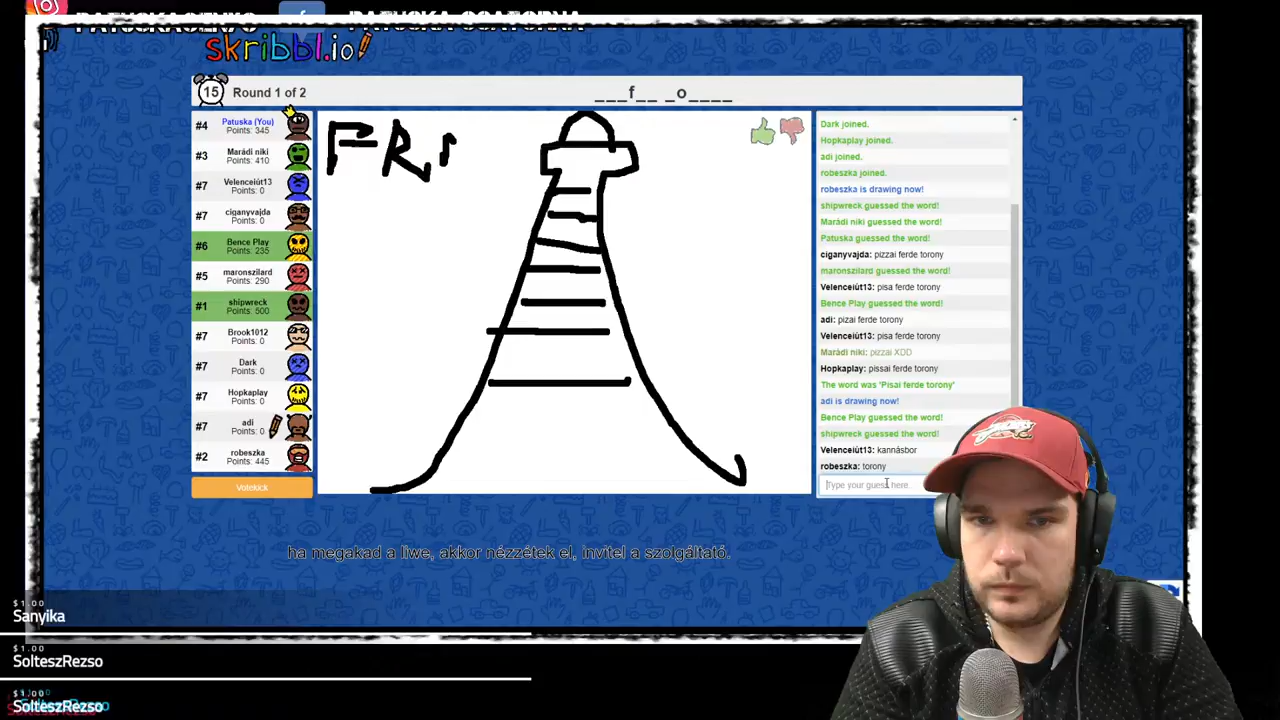 skribbl.io
15 Round 1 of 2 ___f__ _o____
#4 Patuska (You) Points: 345
#3 Marádi niki Points: 410
#7 Velenceiút13 Points: 0
#7 ciganyvajda Points: 0
#6 Bence Play Points: 235
#5 maronszilard Points: 290
#1 shipwreck Points: 500
#7 Brook1012 Points: 0
#7 Dark Points: 0
#7 Hopkaplay Points: 0
#7 adi Points: 0
#2 robeszka Points: 445
Votekick
Dark joined.
Hopkaplay joined.
adi joined.
robeszka joined.
robeszka is drawing now!
shipwreck guessed the word!
Marádi niki guessed the word!
Patuska guessed the word!
ciganyvajda: pizzai ferde torony
maronszilard guessed the word!
Velenceiút13: pisa ferde torony
Bence Play guessed the word!
adi: pizai ferde torony
Velenceiút13: pisa ferde torony
Marádi niki: pizzai XDD
Hopkaplay: pissai ferde torony
The word was 'Pisai ferde torony'
adi is drawing now!
Bence Play guessed the word!
shipwreck guessed the word!
Velenceiút13: kannásbor
robeszka: torony
Type your guess here...
ha megakad a liwe, akkor nézzétek el, invitel a szolgáltató.
$1.00
Sanyika
$1.00
SolteszRezso
$1.00
SolteszRezso